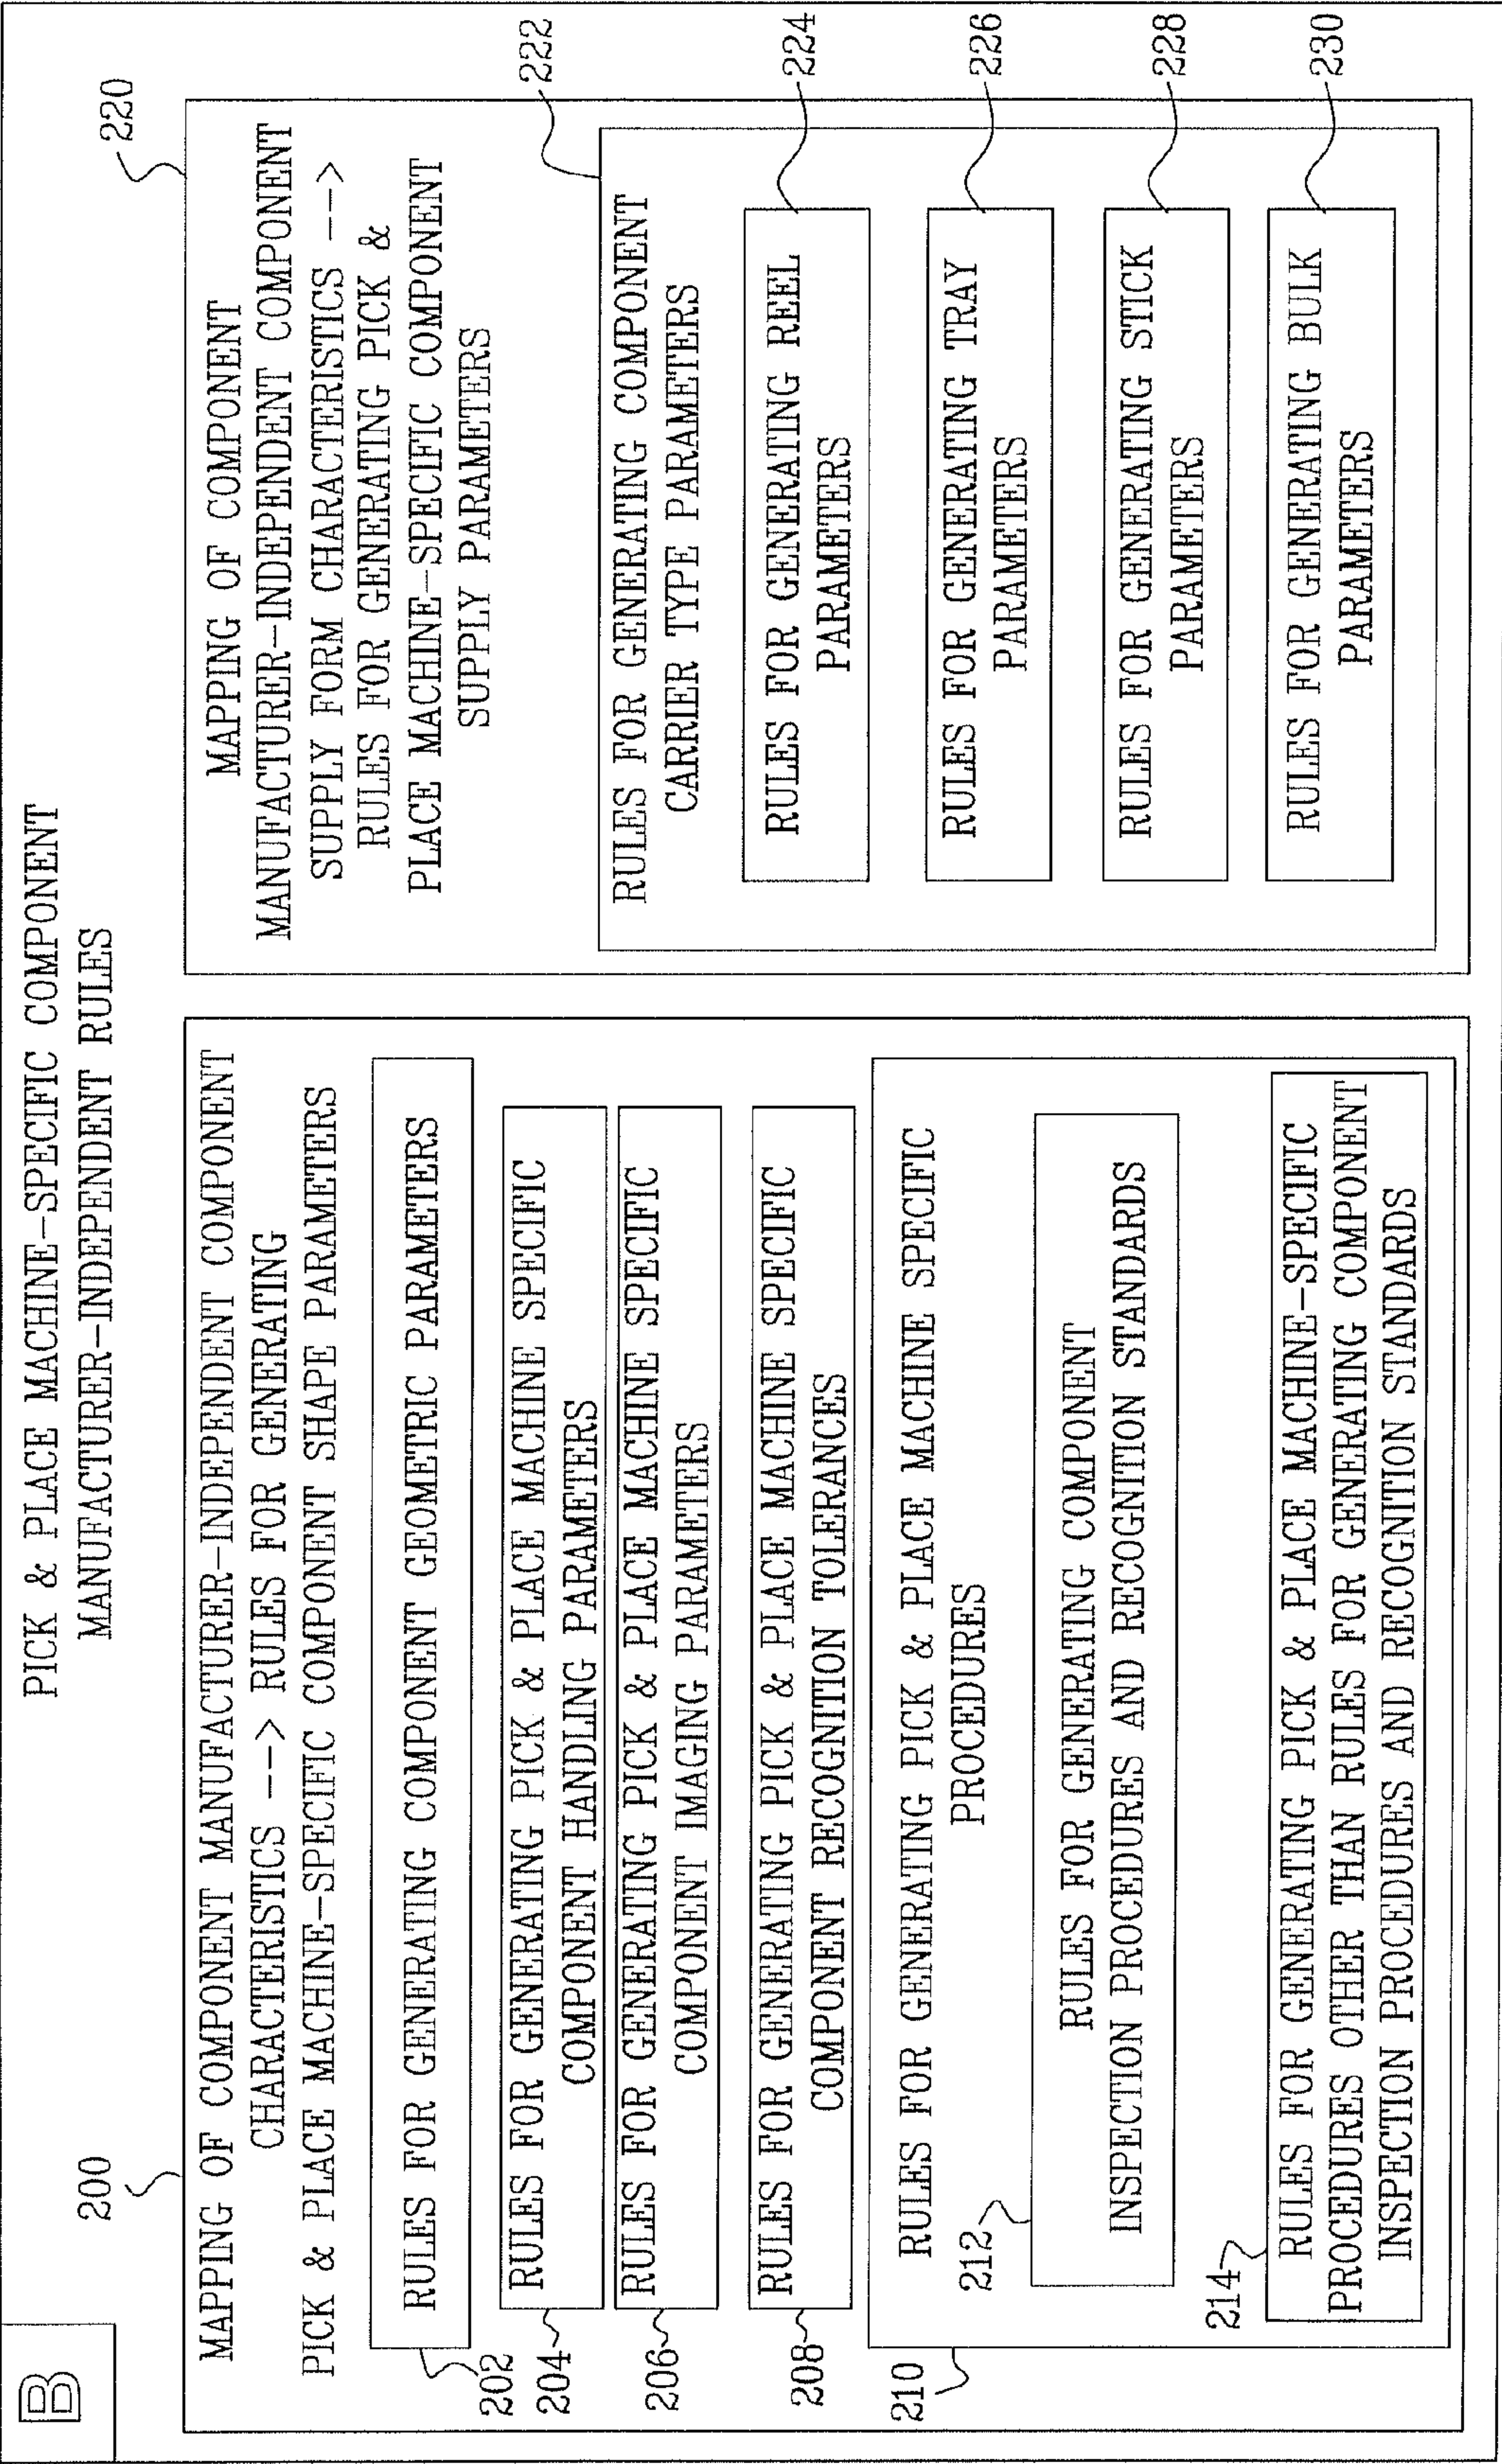 B
PICK & PLACE MACHINE-SPECIFIC COMPONENT
MANUFACTURER-INDEPENDENT RULES
200
MAPPING OF COMPONENT MANUFACTURER-INDEPENDENT COMPONENT
CHARACTERISTICS --> RULES FOR GENERATING
PICK & PLACE MACHINE-SPECIFIC COMPONENT SHAPE PARAMETERS
RULES FOR GENERATING COMPONENT GEOMETRIC PARAMETERS
202
RULES FOR GENERATING PICK & PLACE MACHINE SPECIFIC
COMPONENT HANDLING PARAMETERS
204
RULES FOR GENERATING PICK & PLACE MACHINE SPECIFIC
COMPONENT IMAGING PARAMETERS
206
RULES FOR GENERATING PICK & PLACE MACHINE SPECIFIC
COMPONENT RECOGNITION TOLERANCES
208
RULES FOR GENERATING PICK & PLACE MACHINE SPECIFIC
PROCEDURES
210
212
RULES FOR GENERATING COMPONENT
INSPECTION PROCEDURES AND RECOGNITION STANDARDS
214
RULES FOR GENERATING PICK & PLACE MACHINE-SPECIFIC
PROCEDURES OTHER THAN RULES FOR GENERATING COMPONENT
INSPECTION PROCEDURES AND RECOGNITION STANDARDS
220
MAPPING OF COMPONENT
MANUFACTURER-INDEPENDENT COMPONENT
SUPPLY FORM CHARACTERISTICS -->
RULES FOR GENERATING PICK &
PLACE MACHINE-SPECIFIC COMPONENT
SUPPLY PARAMETERS
222
RULES FOR GENERATING COMPONENT
CARRIER TYPE PARAMETERS
RULES FOR GENERATING REEL
PARAMETERS
224
RULES FOR GENERATING TRAY
PARAMETERS
226
RULES FOR GENERATING STICK
PARAMETERS
228
RULES FOR GENERATING BULK
PARAMETERS
230